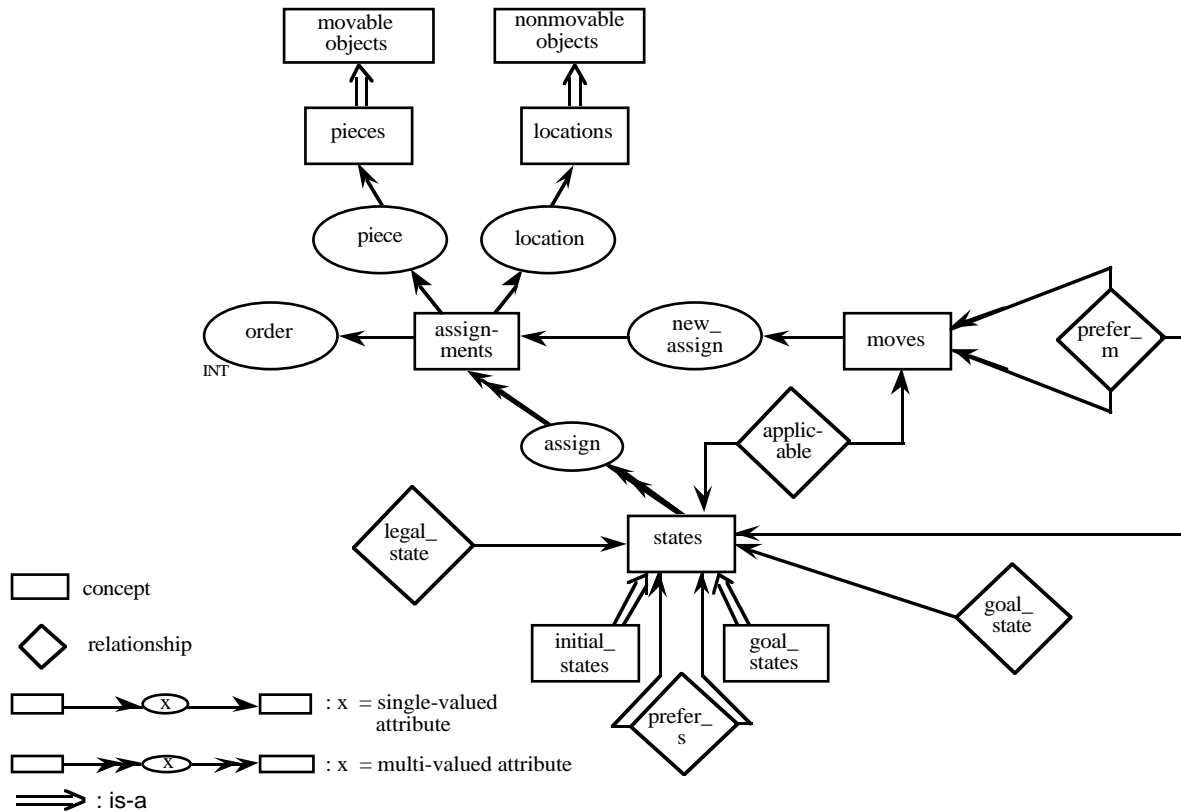 movable
objects
nonmovable
objects
pieces
locations
piece
location
order
INT
assign-
ments
new_
assign
moves
prefer_
m
assign
applic-
able
legal_
state
states
goal_
state
initial_
states
goal_
states
prefer_
s
concept
relationship
x
: x = single-valued
attribute
x
: x = multi-valued attribute
: is-a